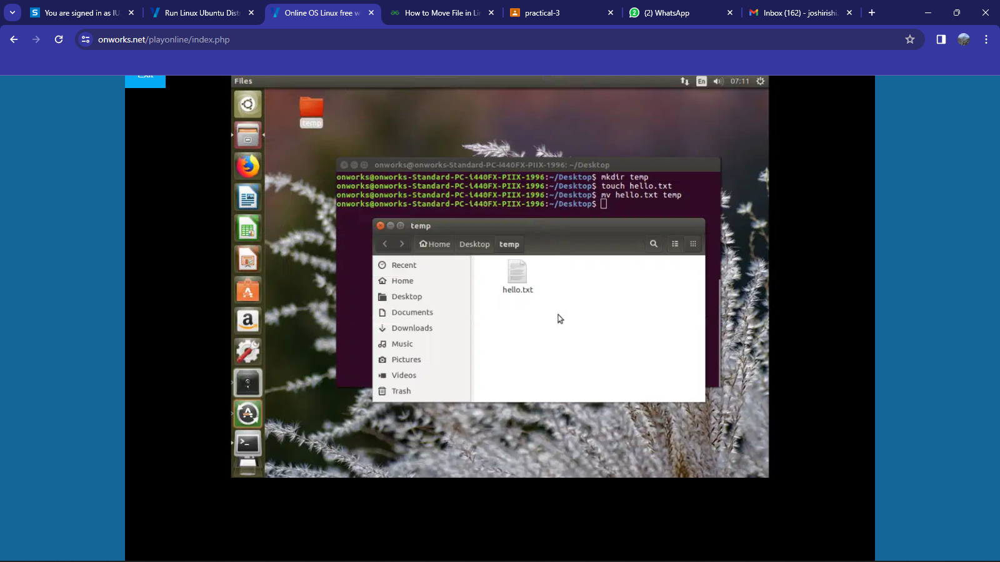 You are signed in as IU
Run Linux Ubuntu Dist
Online OS Linux free w
How to Move File in Li
practical-3
(2) WhatsApp
Inbox (162) - joshirishi
onworks.net/playonline/index.php
Exit
Files
En
07:11
temp
onworks@onworks-Standard-PC-i440FX-PIIX-1996: ~/Desktop
onworks@onworks-Standard-PC-i440FX-PIIX-1996:~/Desktop$ mkdir temp
onworks@onworks-Standard-PC-i440FX-PIIX-1996:~/Desktop$ touch hello.txt
onworks@onworks-Standard-PC-i440FX-PIIX-1996:~/Desktop$ mv hello.txt temp
onworks@onworks-Standard-PC-i440FX-PIIX-1996:~/Desktop$
temp
Home Desktop temp
Recent
Home
Desktop
Documents
Downloads
Music
Pictures
Videos
Trash
hello.txt